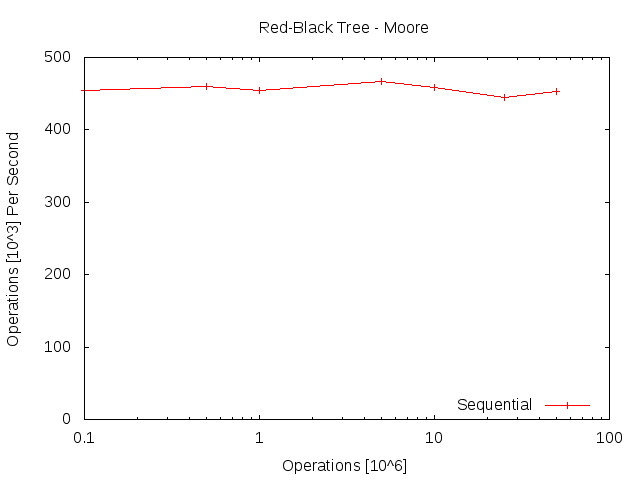 Red-Black Tree - Moore
500
400
300
200
100
0
Operations [10^3] Per Second
Sequential
0.1 1 10 100
Operations [10^6]